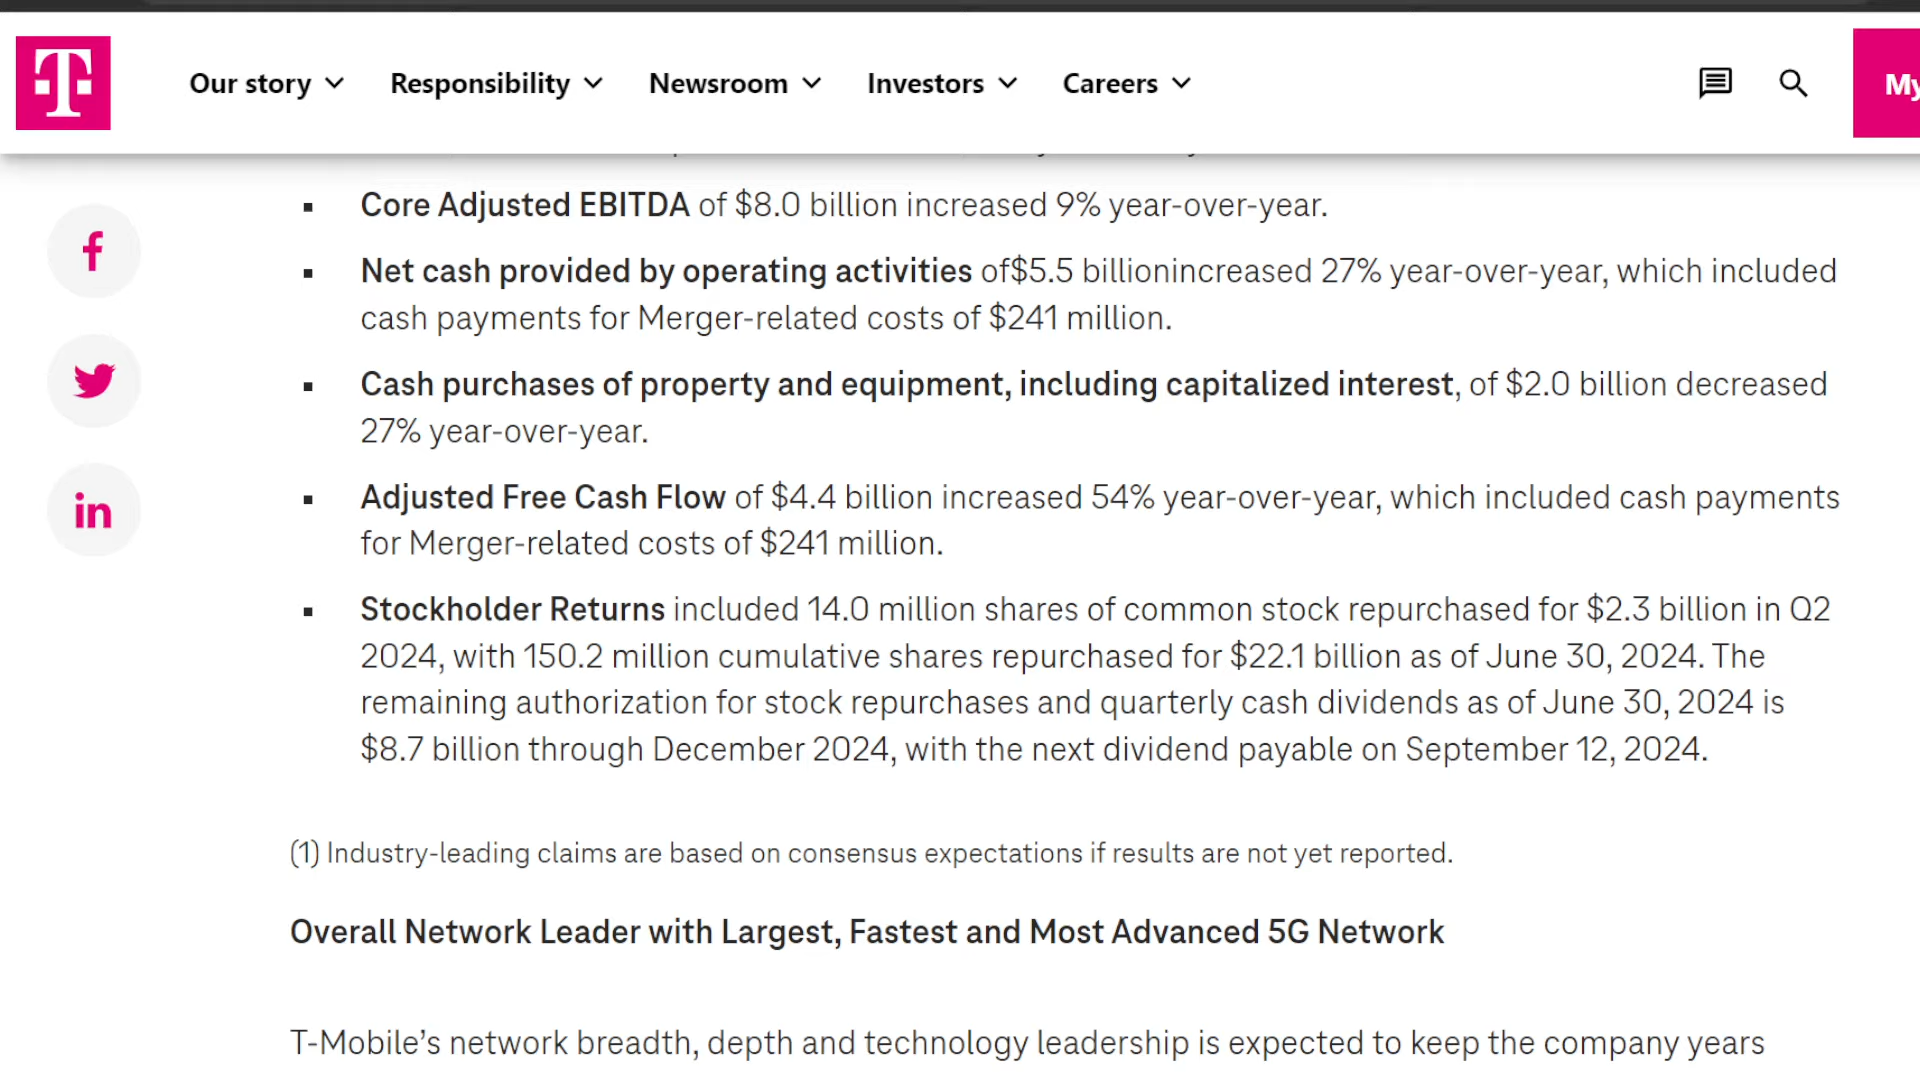 T
Our story Responsibility Newsroom Investors Careers My
Core Adjusted EBITDA of $8.0 billion increased 9% year-over-year.
Net cash provided by operating activities of$5.5 billionincreased 27% year-over-year, which included
cash payments for Merger-related costs of $241 million.
Cash purchases of property and equipment, including capitalized interest, of $2.0 billion decreased
27% year-over-year.
Adjusted Free Cash Flow of $4.4 billion increased 54% year-over-year, which included cash payments
for Merger-related costs of $241 million.
Stockholder Returns included 14.0 million shares of common stock repurchased for $2.3 billion in Q2
2024, with 150.2 million cumulative shares repurchased for $22.1 billion as of June 30, 2024. The
remaining authorization for stock repurchases and quarterly cash dividends as of June 30, 2024 is
$8.7 billion through December 2024, with the next dividend payable on September 12, 2024.
(1) Industry-leading claims are based on consensus expectations if results are not yet reported.
Overall Network Leader with Largest, Fastest and Most Advanced 5G Network
T-Mobile’s network breadth, depth and technology leadership is expected to keep the company years